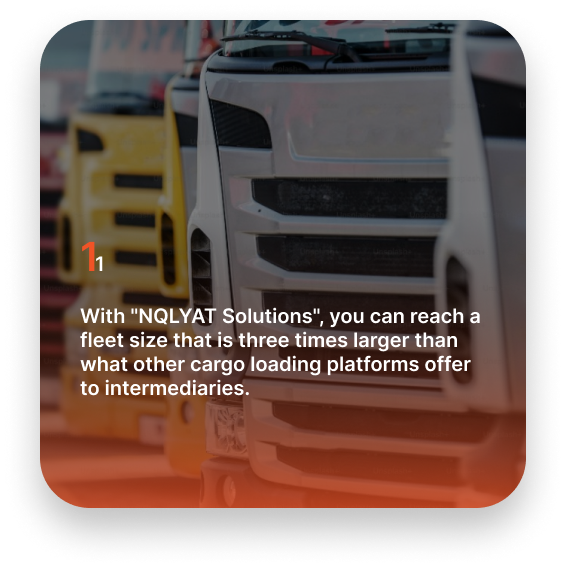 11
With "NQLYAT Solutions", you can reach a
fleet size that is three times larger than
what other cargo loading platforms offer
to intermediaries.